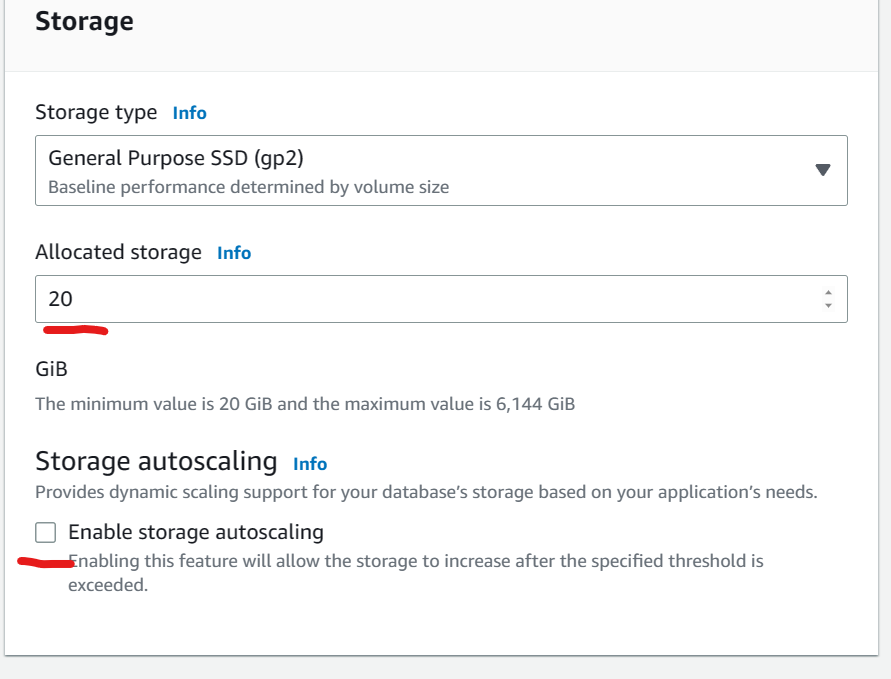 Storage
Storage type Info
General Purpose SSD (gp2)
Baseline performance determined by volume size
Allocated storage Info
20
GiB
The minimum value is 20 GiB and the maximum value is 6,144 GiB
Storage autoscaling Info
Provides dynamic scaling support for your database's storage based on your application's needs.
Enable storage autoscaling
Enabling this feature will allow the storage to increase after the specified threshold is
exceeded.